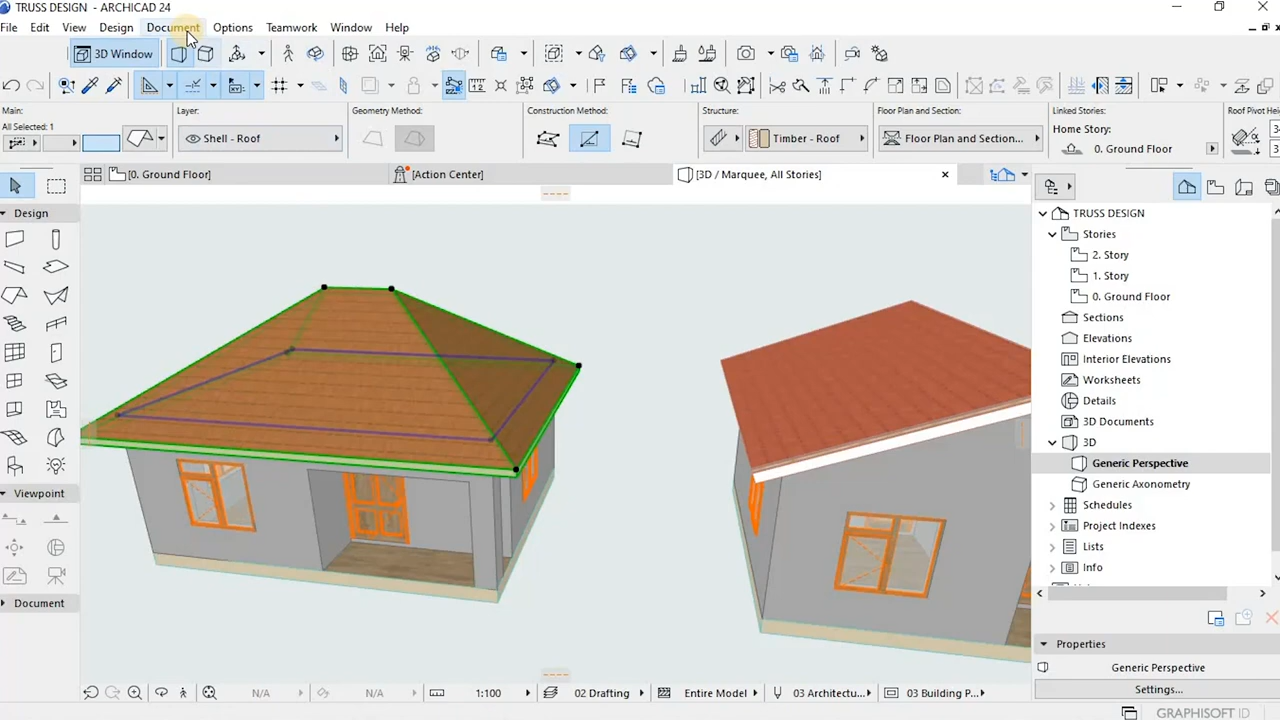 TRUSS DESIGN - ARCHICAD 24
File Edit View Design Document Options Teamwork Window Help
3D Window
Main:
All Selected: 1
Layer:
Shell - Roof
Geometry Method:
Construction Method:
Structure:
Timber - Roof
Floor Plan and Section:
Floor Plan and Section...
Linked Stories:
Home Story:
0. Ground Floor
Roof Pivot He
[0. Ground Floor]
[Action Center]
[3D / Marquee, All Stories]
Design
Viewpoint
Document
TRUSS DESIGN
Stories
2. Story
1. Story
0. Ground Floor
Sections
Elevations
Interior Elevations
Worksheets
Details
3D Documents
3D
Generic Perspective
Generic Axonometry
Schedules
Project Indexes
Lists
Info
Properties
Generic Perspective
Settings...
N/A
N/A
1:100
02 Drafting
Entire Model
03 Architectu...
03 Building P...
GRAPHISOFT ID